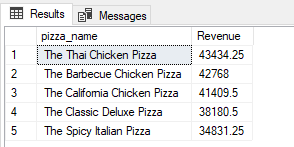 Results Messages
pizza_name Revenue
1 The Thai Chicken Pizza 43434.25
2 The Barbecue Chicken Pizza 42768
3 The California Chicken Pizza 41409.5
4 The Classic Deluxe Pizza 38180.5
5 The Spicy Italian Pizza 34831.25